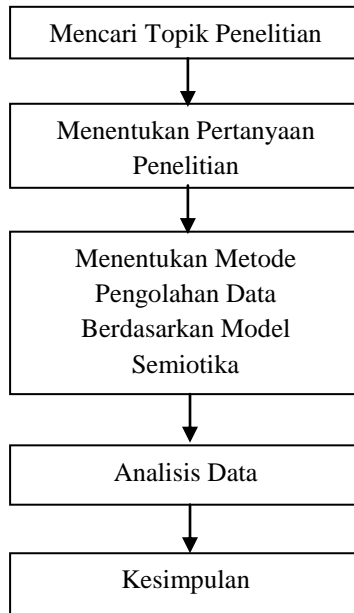 Mencari Topik Penelitian
Menentukan Pertanyaan
Penelitian
Menentukan Metode
Pengolahan Data
Berdasarkan Model
Semiotika
Analisis Data
Kesimpulan